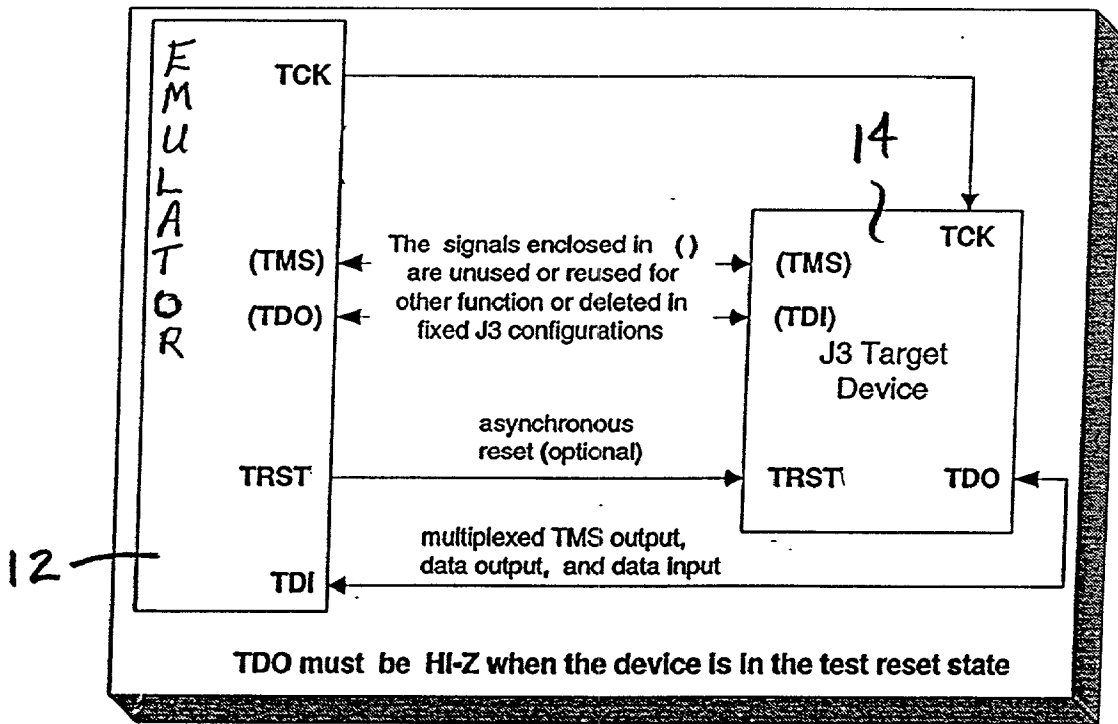 EMULATOR
TCK
14
TCK
(TMS)
The signals enclosed in ()
are unused or reused for
other function or deleted in
fixed J3 configurations
(TMS)
(TDO)
(TDI)
J3 Target
Device
asynchronous
reset (optional)
TRST
TRST
TDO
multiplexed TMS output,
data output, and data input
12
TDI
TDO must be HI-Z when the device is in the test reset state